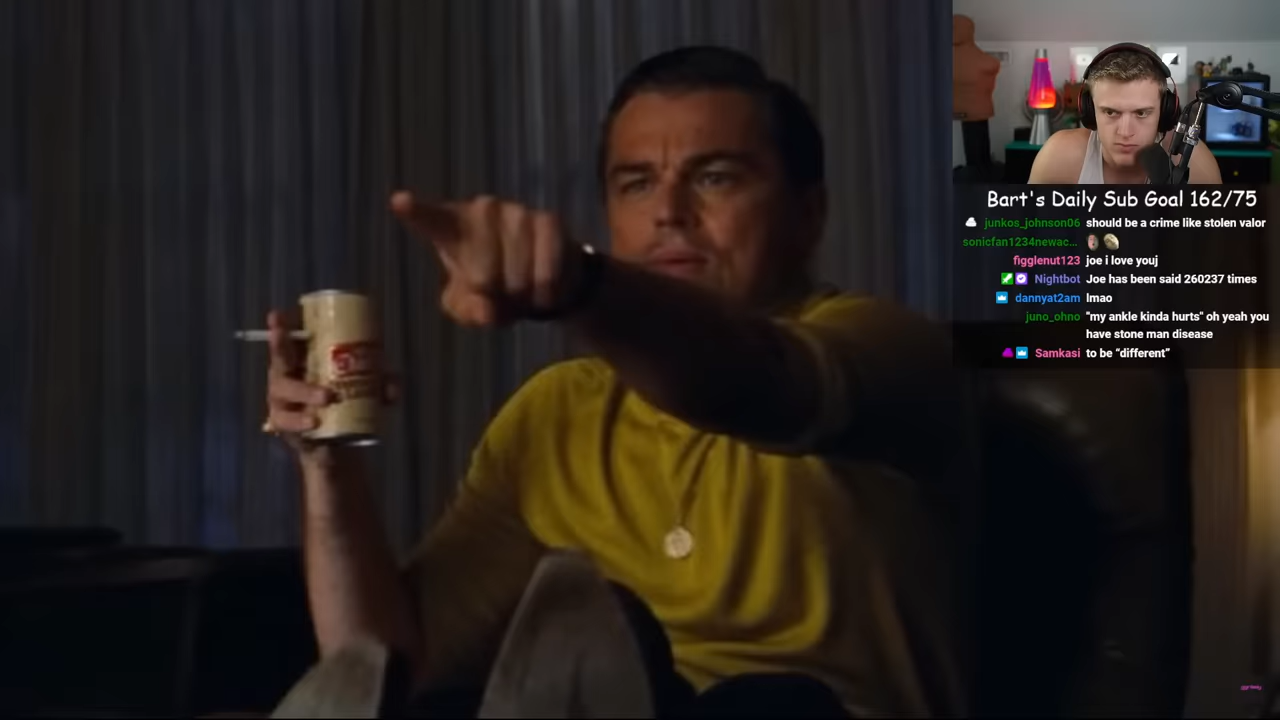 Bart's Daily Sub Goal 162/75
junkos_johnson06 should be a crime like stolen valor
sonicfan1234newac...
figglenut123 joe i love youj
Nightbot Joe has been said 260237 times
dannyat2am lmao
juno_ohno "my ankle kinda hurts" oh yeah you
have stone man disease
Samkasi to be “different”